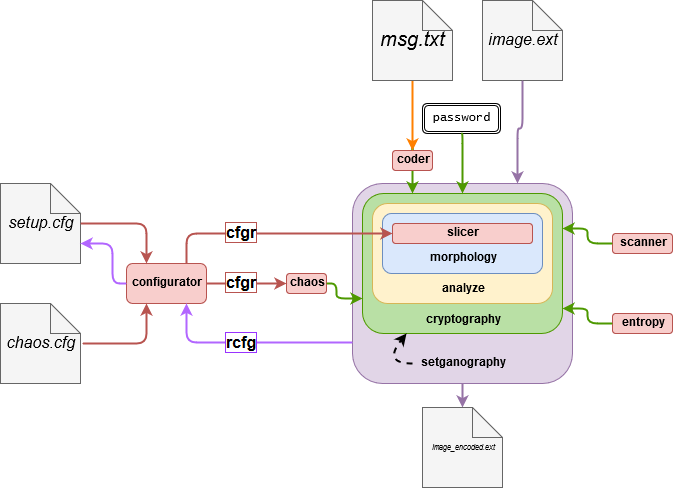 msg.txt
image.ext
password
coder
setup.cfg
cfgr
slicer
scanner
morphology
configurator
cfgr
chaos
analyze
cryptography
entropy
chaos.cfg
rcfg
setganography
image_encoded.ext